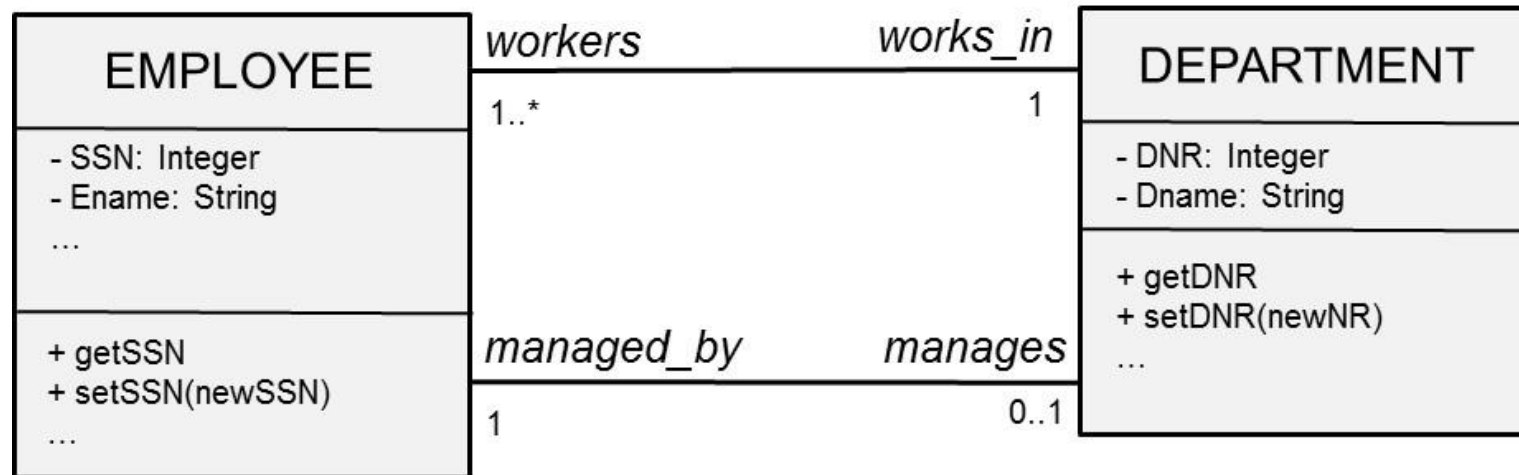 EMPLOYEE
- SSN: Integer
- Ename: String
...
+ getSSN
+ setSSN(newSSN)
...
workers
works_in
1..*
1
managed_by
manages
1
0..1
DEPARTMENT
- DNR: Integer
- Dname: String
+ getDNR
+ setDNR(newNR)
...